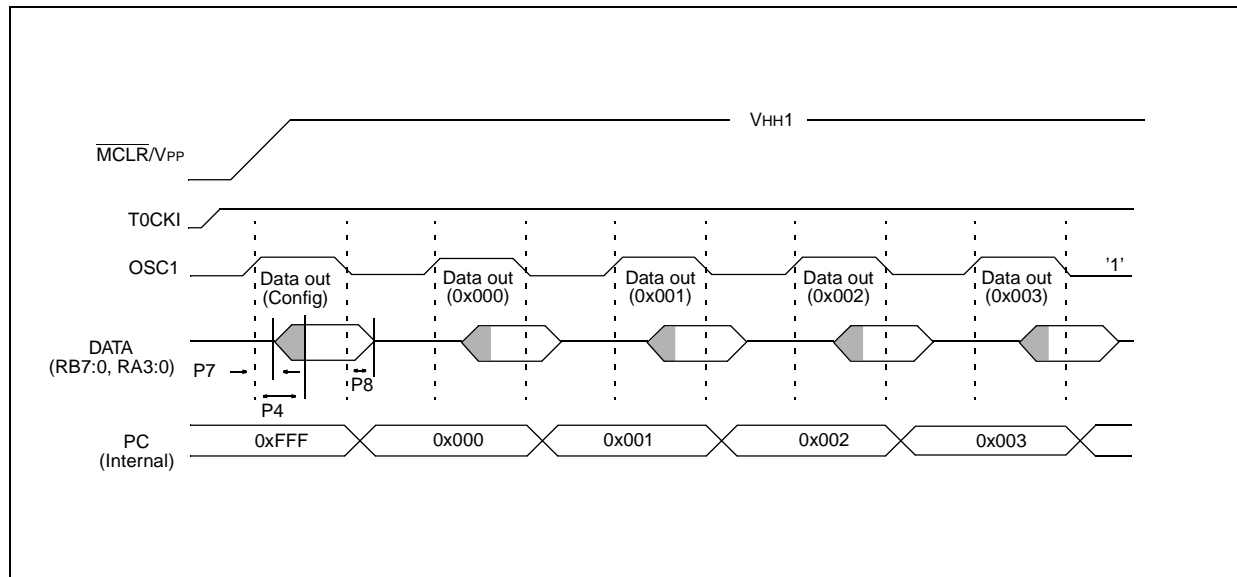 VHH1
MCLR/VPP
T0CKI
OSC1
Data out
(Config)
Data out
(0x000)
Data out
(0x001)
Data out
(0x002)
Data out
(0x003)
'1'
DATA
(RB7:0, RA3:0)
P7
P8
P4
PC
(Internal)
0xFFF
0x000
0x001
0x002
0x003